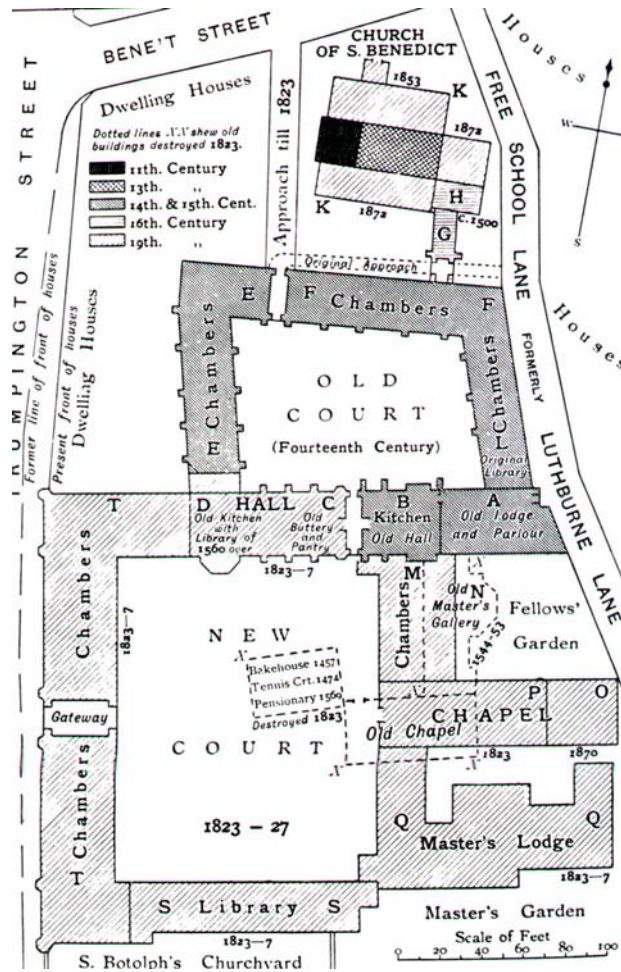 BENE'T STREET
CHURCH
OF S. BENEDICT
Houses
FREE SCHOOL LANE FORMERLY LUTHBURNE LANE
STREET
RUMPINGTON
Dwelling Houses
Dotted lines XX shew old
buildings destroyed 1823.
11th. Century
13th. ,,
14th. & 15th. Cent.
16th. Century
19th. ,,
Approach till 1823
1853
K
1872
H
c.1500
G
K
1872
W
S
Original Approach
Houses
Former line of front of houses
Present front of houses
Dwelling Houses
E
F
Chambers
F
Chambers
E
Chambers
L
Original
Library
OLD
COURT
(Fourteenth Century)
T
D
HALL
C
Old Kitchen
with
Library of
1560 over
Old
Buttery
and
Pantry
B
Kitchen
Old Hall
A
Old Lodge
and Parlour
1823-7
Chambers
1823-7
M
Chambers
N
Old
Master's
Gallery
1544-53
Fellows'
Garden
NEW
COURT
X
Bakehouse 1457
Tennis Crt. 1474
Pensionary 1569
Destroyed 1823
X
Gateway
P
O
CHAPEL
Old Chapel
X
X
1823
1870
Chambers
T
1823-27
Q
Q
Master's Lodge
1823-7
S Library S
1823-7
Master's Garden
S. Botolph's Churchyard
Scale of Feet
0 20 40 60 80 100